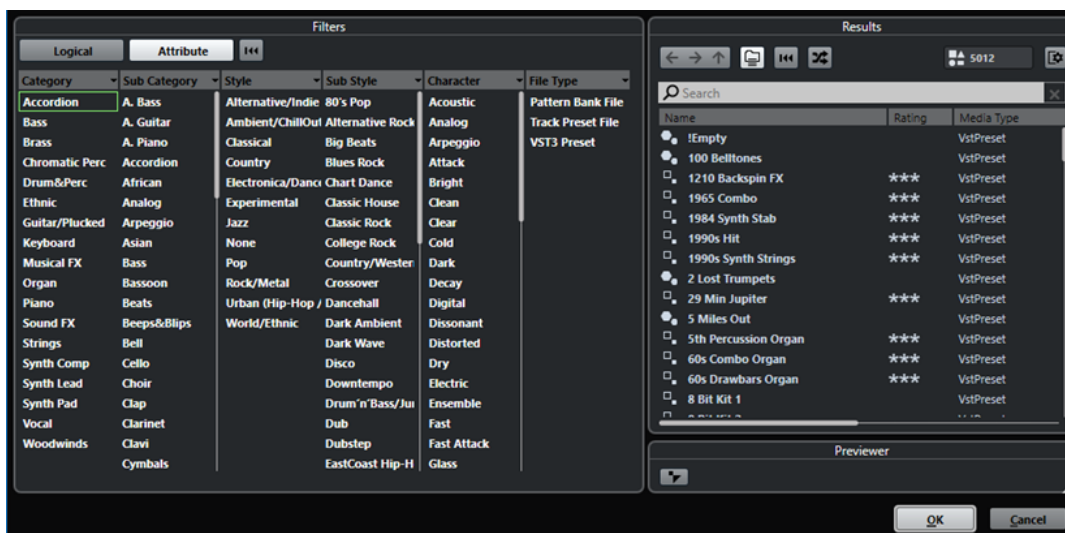 Filters
Logical Attribute
Category Sub Category Style Sub Style Character File Type
Accordion A. Bass Alternative/Indie 80's Pop Acoustic Pattern Bank File
Bass A. Guitar Ambient/ChillOut Alternative Rock Analog Track Preset File
Brass A. Piano Classical Big Beats Arpeggio VST3 Preset
Chromatic Perc Accordion Country Blues Rock Attack
Drum&Perc African Electronica/Danc Chart Dance Bright
Ethnic Analog Experimental Classic House Clean
Guitar/Plucked Arpeggio Jazz Classic Rock Clear
Keyboard Asian None College Rock Cold
Musical FX Bass Pop Country/Wester Dark
Organ Bassoon Rock/Metal Crossover Decay
Piano Beats Urban (Hip-Hop / Dancehall Digital
Sound FX Beeps&Blips World/Ethnic Dark Ambient Dissonant
Strings Bell Dark Wave Distorted
Synth Comp Cello Disco Dry
Synth Lead Choir Downtempo Electric
Synth Pad Clap Drum´n´Bass/Ju Ensemble
Vocal Clarinet Dub Fast
Woodwinds Clavi Dubstep Fast Attack
Cymbals EastCoast Hip-H Glass
Results
5012
Search
Name Rating Media Type
!Empty VstPreset
100 Belltones VstPreset
1210 Backspin FX *** VstPreset
1965 Combo *** VstPreset
1984 Synth Stab *** VstPreset
1990s Hit *** VstPreset
1990s Synth Strings *** VstPreset
2 Lost Trumpets VstPreset
29 Min Jupiter *** VstPreset
5 Miles Out VstPreset
5th Percussion Organ *** VstPreset
60s Combo Organ *** VstPreset
60s Drawbars Organ *** VstPreset
8 Bit Kit 1 VstPreset
Previewer
OK Cancel